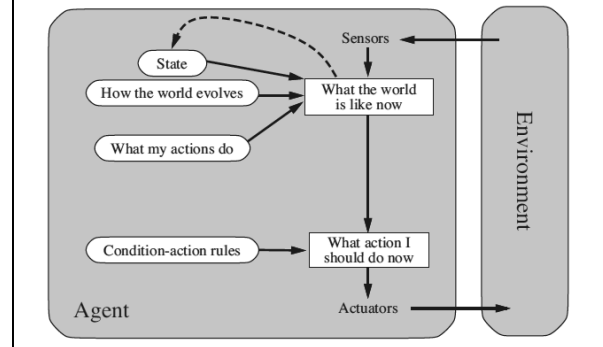 Sensors
State
How the world evolves
What the world
is like now
What my actions do
Condition-action rules
What action I
should do now
Agent
Actuators
Environment